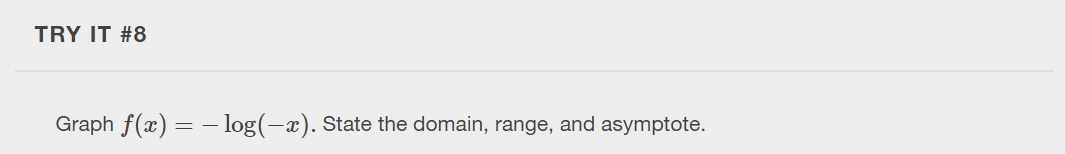 TRY IT #8
Graph f(x) = − log(−x). State the domain, range, and asymptote.